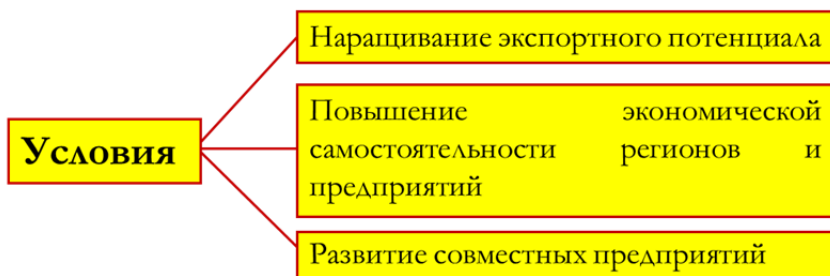 Условия
Наращивание экспортного потенциала
Повышение экономической
самостоятельности регионов и
предприятий
Развитие совместных предприятий